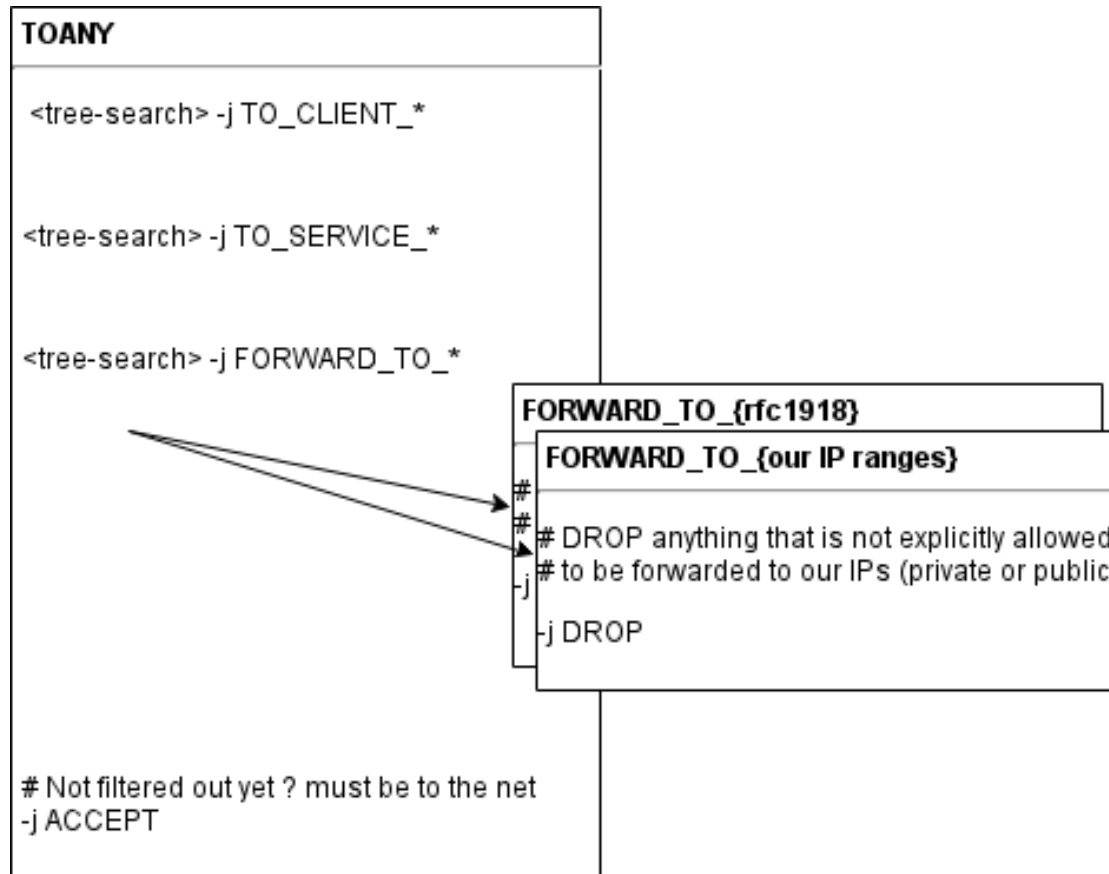 TOANY
<tree-search> -j TO_CLIENT_*
<tree-search> -j TO_SERVICE_*
<tree-search> -j FORWARD_TO_*
FORWARD_TO_{rfc1918}
#
#
-j
FORWARD_TO_{our IP ranges}
# DROP anything that is not explicitly allowed
# to be forwarded to our IPs (private or public
-j DROP
# Not filtered out yet ? must be to the net
-j ACCEPT